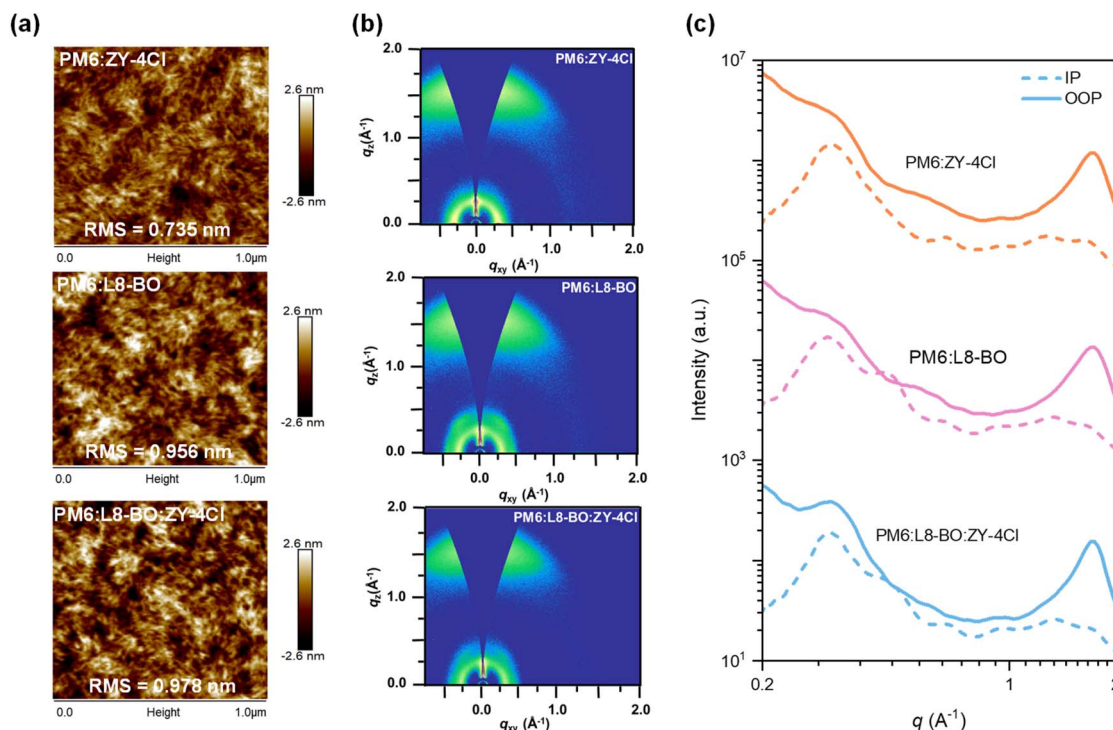 (a)
PM6:ZY-4Cl
2.6 nm
-2.6 nm
RMS = 0.735 nm
0.0 Height 1.0μm
PM6:L8-BO
2.6 nm
-2.6 nm
RMS = 0.956 nm
0.0 Height 1.0μm
PM6:L8-BO:ZY-4Cl
2.6 nm
-2.6 nm
RMS = 0.978 nm
0.0 Height 1.0μm
(b)
PM6:ZY-4Cl
2.0
1.0
0.0
qz(Å-1)
0.0 1.0 2.0
qxy (Å-1)
PM6:L8-BO
2.0
1.0
0.0
qz(Å-1)
0.0 1.0 2.0
qxy (Å-1)
PM6:L8-BO:ZY-4Cl
2.0
1.0
0.0
qz(Å-1)
0.0 1.0 2.0
qxy (Å-1)
(c)
IP
OOP
PM6:ZY-4Cl
PM6:L8-BO
PM6:L8-BO:ZY-4Cl
10⁷
10⁵
10³
10¹
Intensity (a.u.)
0.2 1 2
q (A-1)